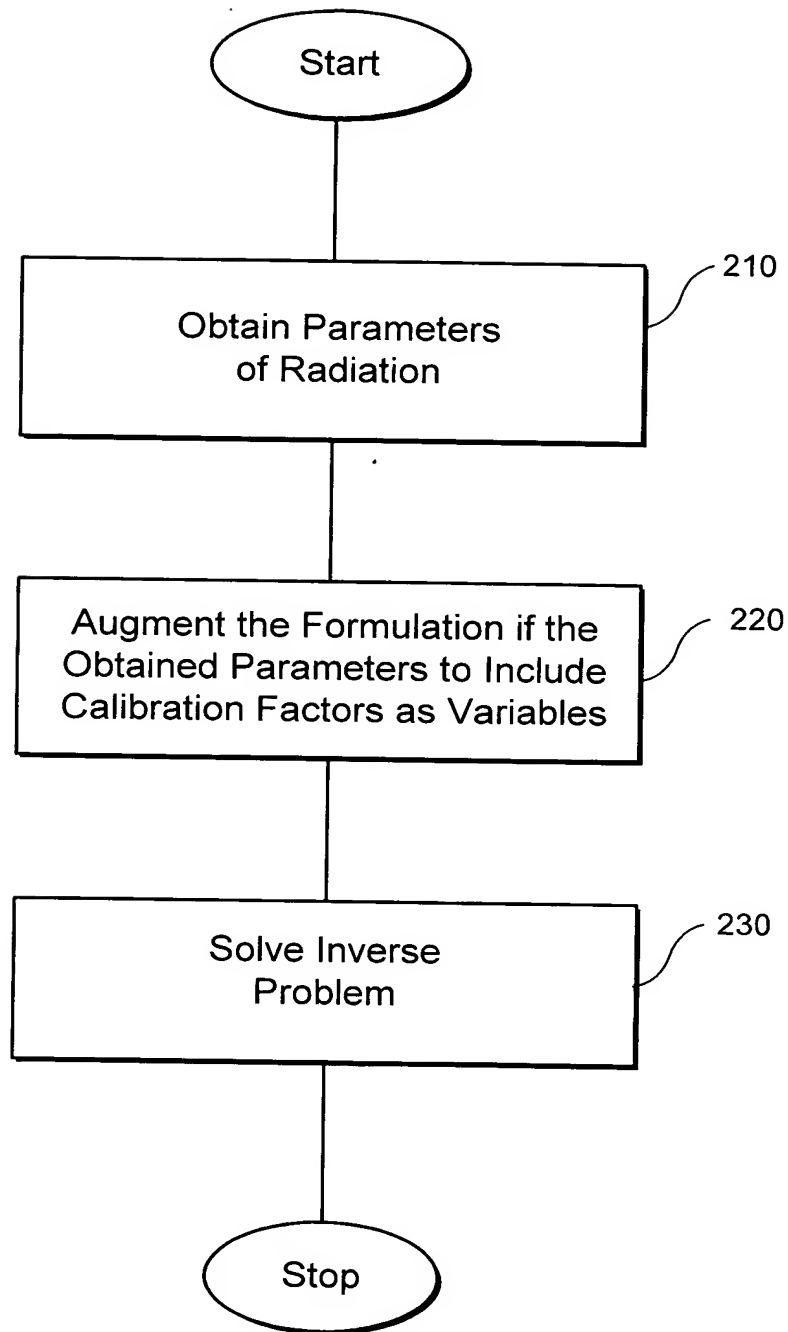 Start
210
Obtain Parameters
of Radiation
220
Augment the Formulation if the
Obtained Parameters to Include
Calibration Factors as Variables
230
Solve Inverse
Problem
Stop